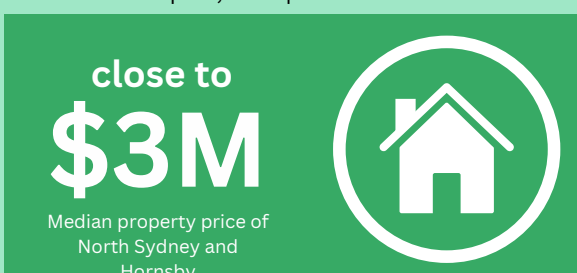 close to
$3M
Median property price of
North Sydney and
Hornsby